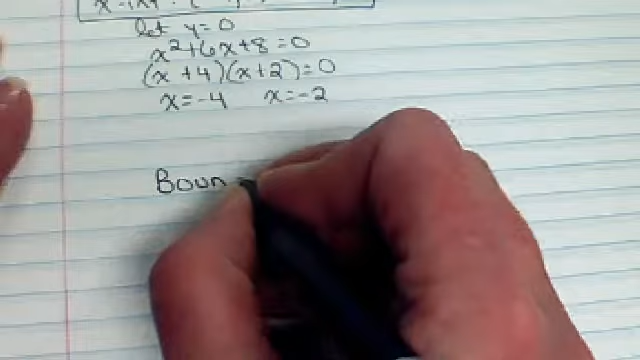 let y=0
x²+6x+8=0
(x+4)(x+2)=0
x=-4 x=-2
Boun